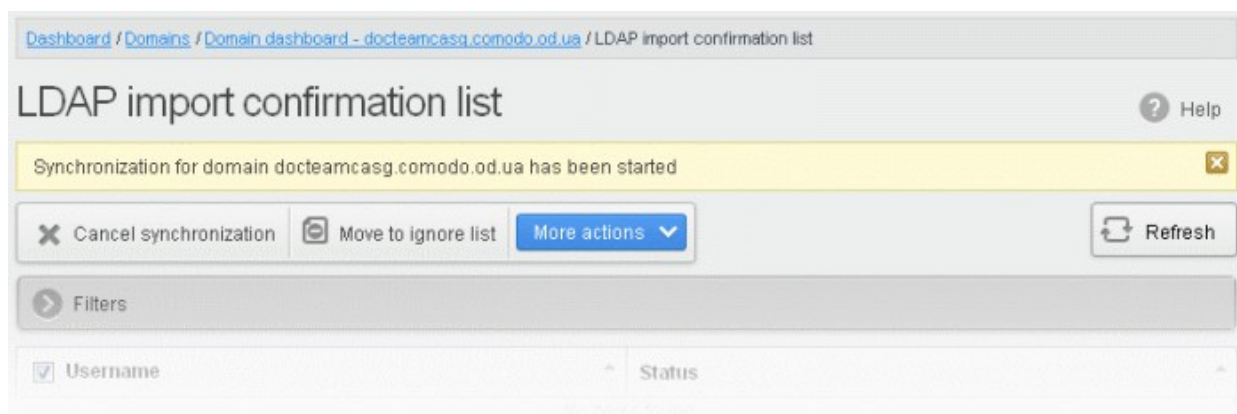 Dashboard / Domains / Domain dashboard - docteamcasg.comodo.od.ua / LDAP import confirmation list
LDAP import confirmation list
Help
Synchronization for domain docteamcasg.comodo.od.ua has been started
Cancel synchronization Move to ignore list More actions Refresh
Filters
Username Status